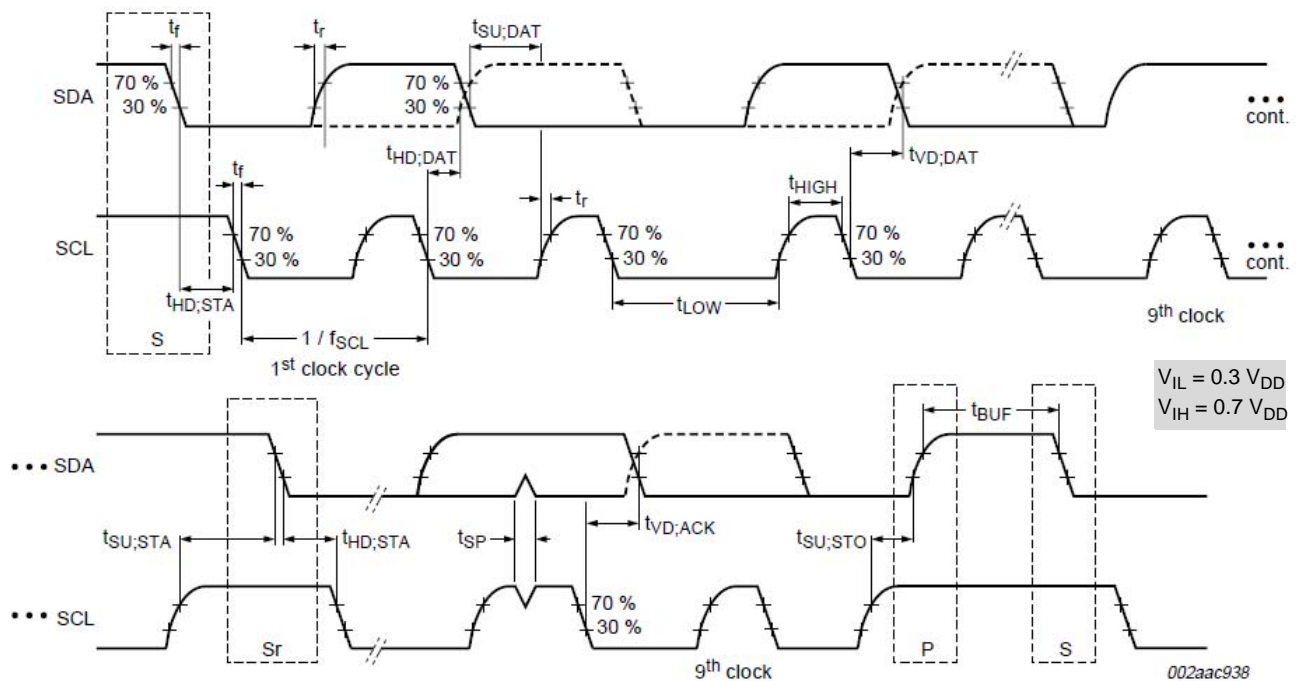 tf tr tSU;DAT
70 % 70 %
SDA 30 % 30 % ••• cont.
tHD;DAT tVD;DAT
tf tr tHIGH
SCL 70 % 70 % 70 % 70 % ••• cont.
30 % 30 % 30 % 30 %
tHD;STA tLOW
S 1 / fSCL 9th clock
1st clock cycle
VIL = 0.3 VDD
VIH = 0.7 VDD
tBUF
••• SDA
tSU;STA tHD;STA tSP tVD;ACK tSU;STO
70 %
••• SCL 30 %
Sr 9th clock P S
002aac938